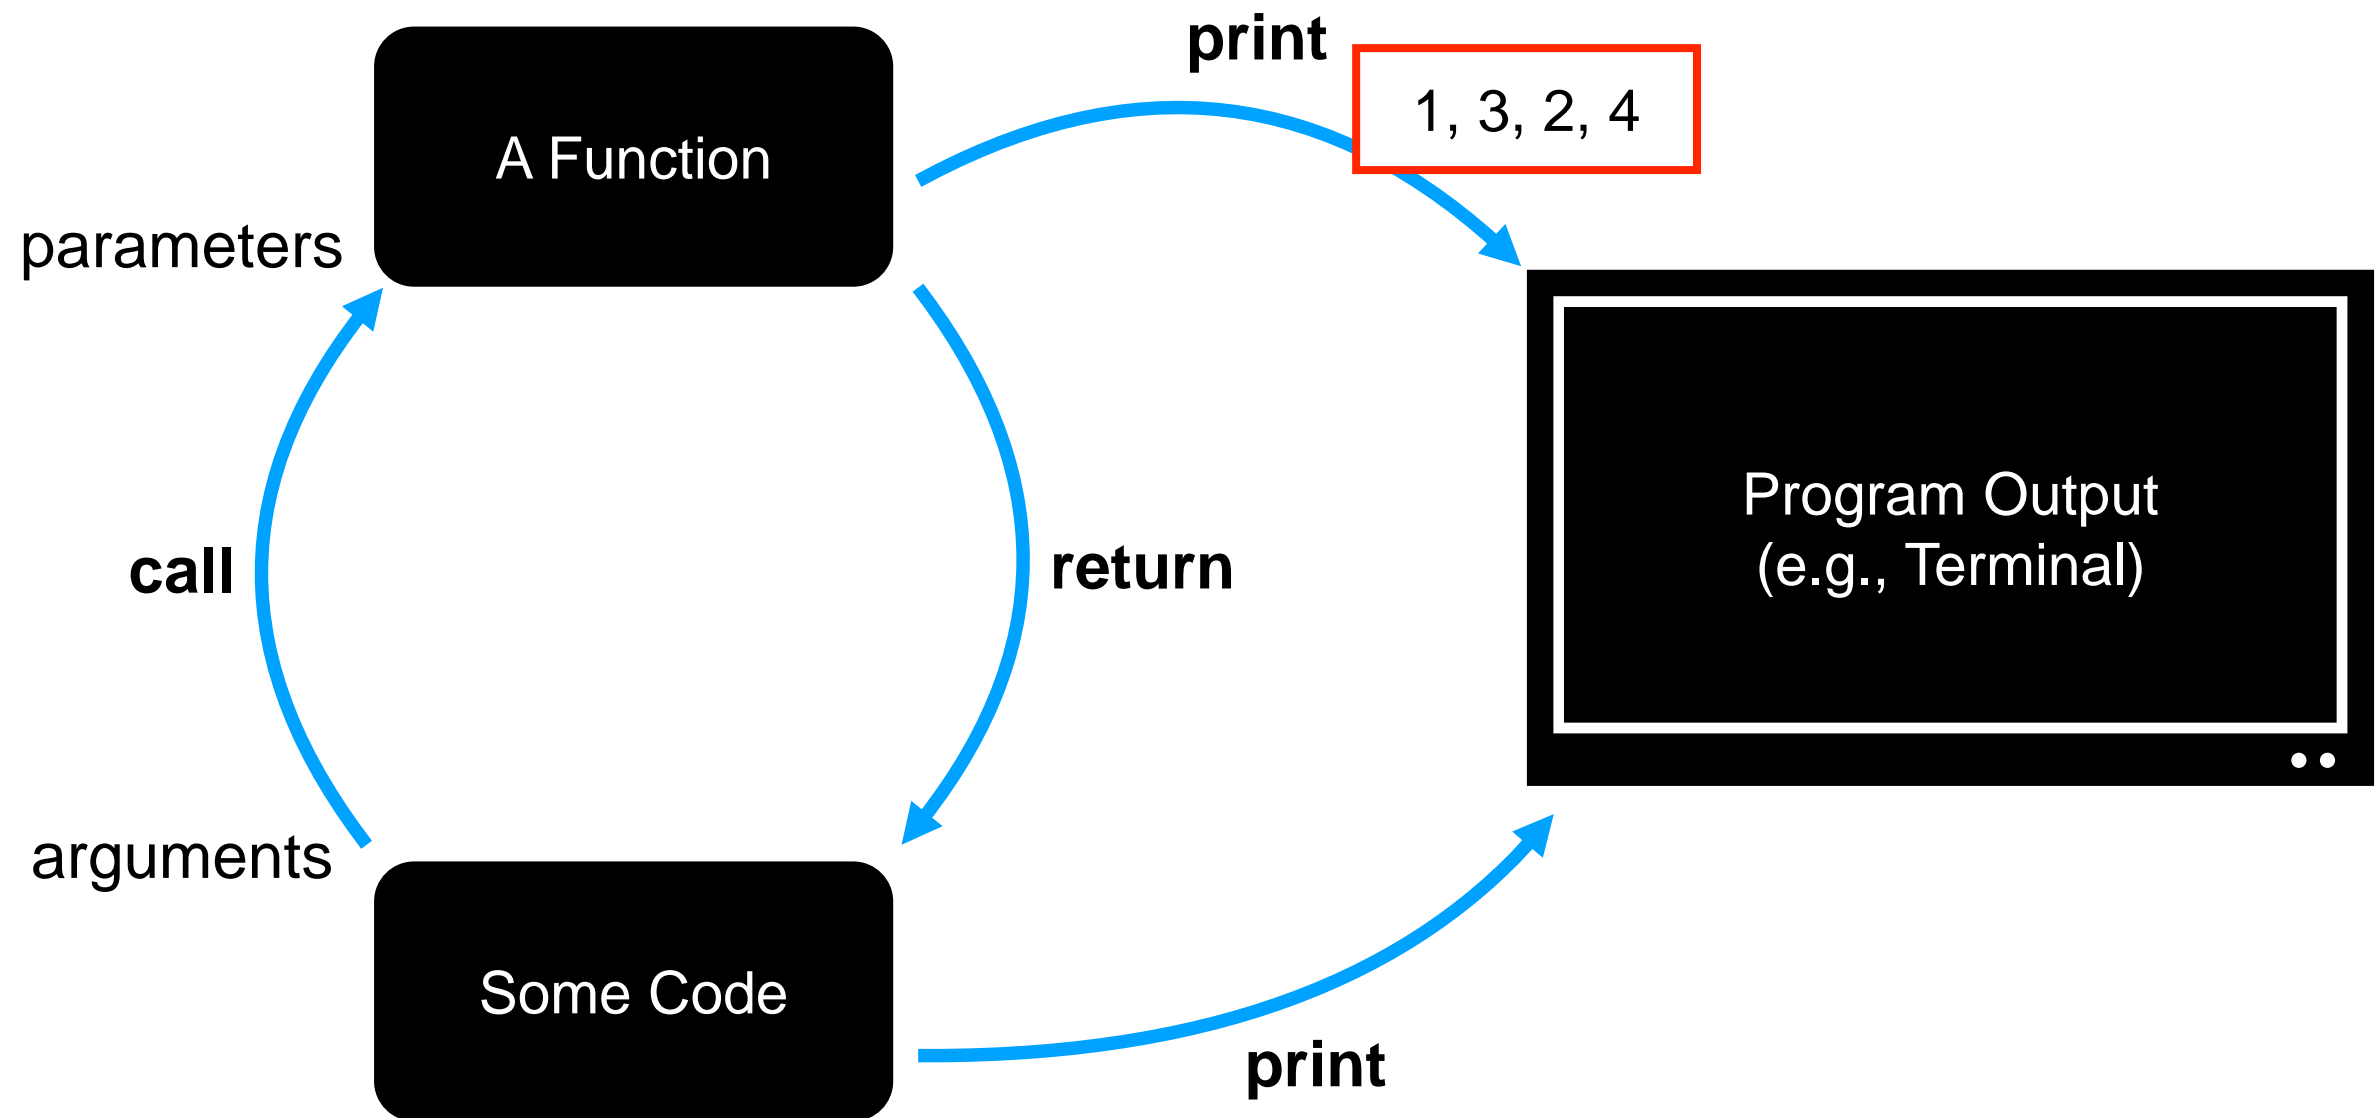 print
1, 3, 2, 4
A Function
parameters
Program Output
(e.g., Terminal)
call
return
arguments
Some Code
print